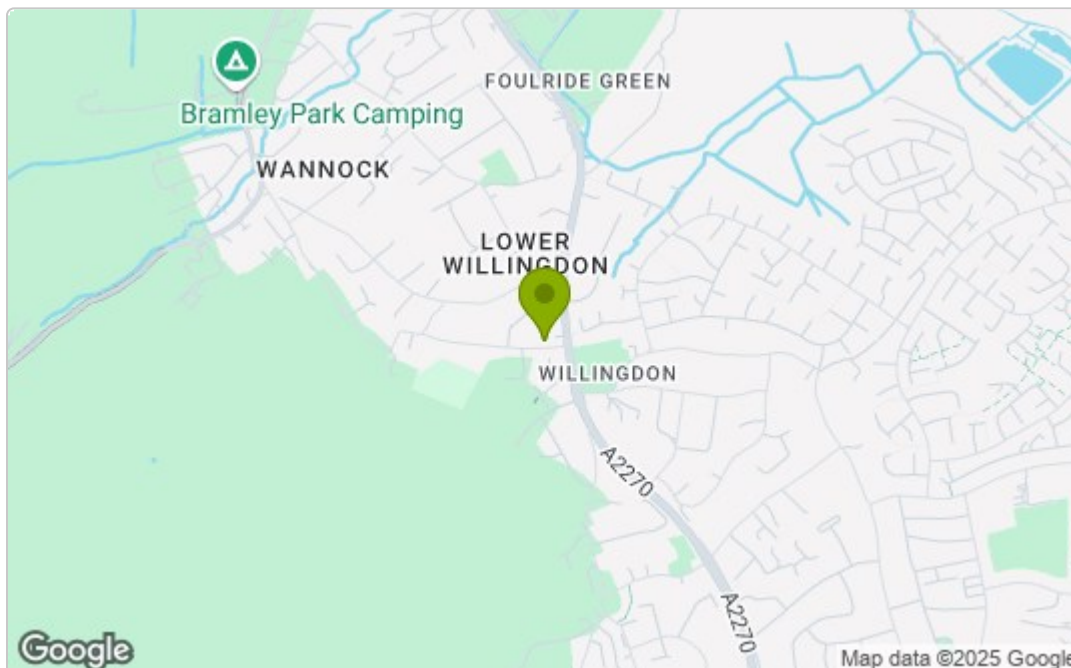 FOULRIDE GREEN
Bramley Park Camping
WANNOCK
LOWER
WILLINGDON
WILLINGDON
A2270
A2270
Google
Map data ©2025 Google